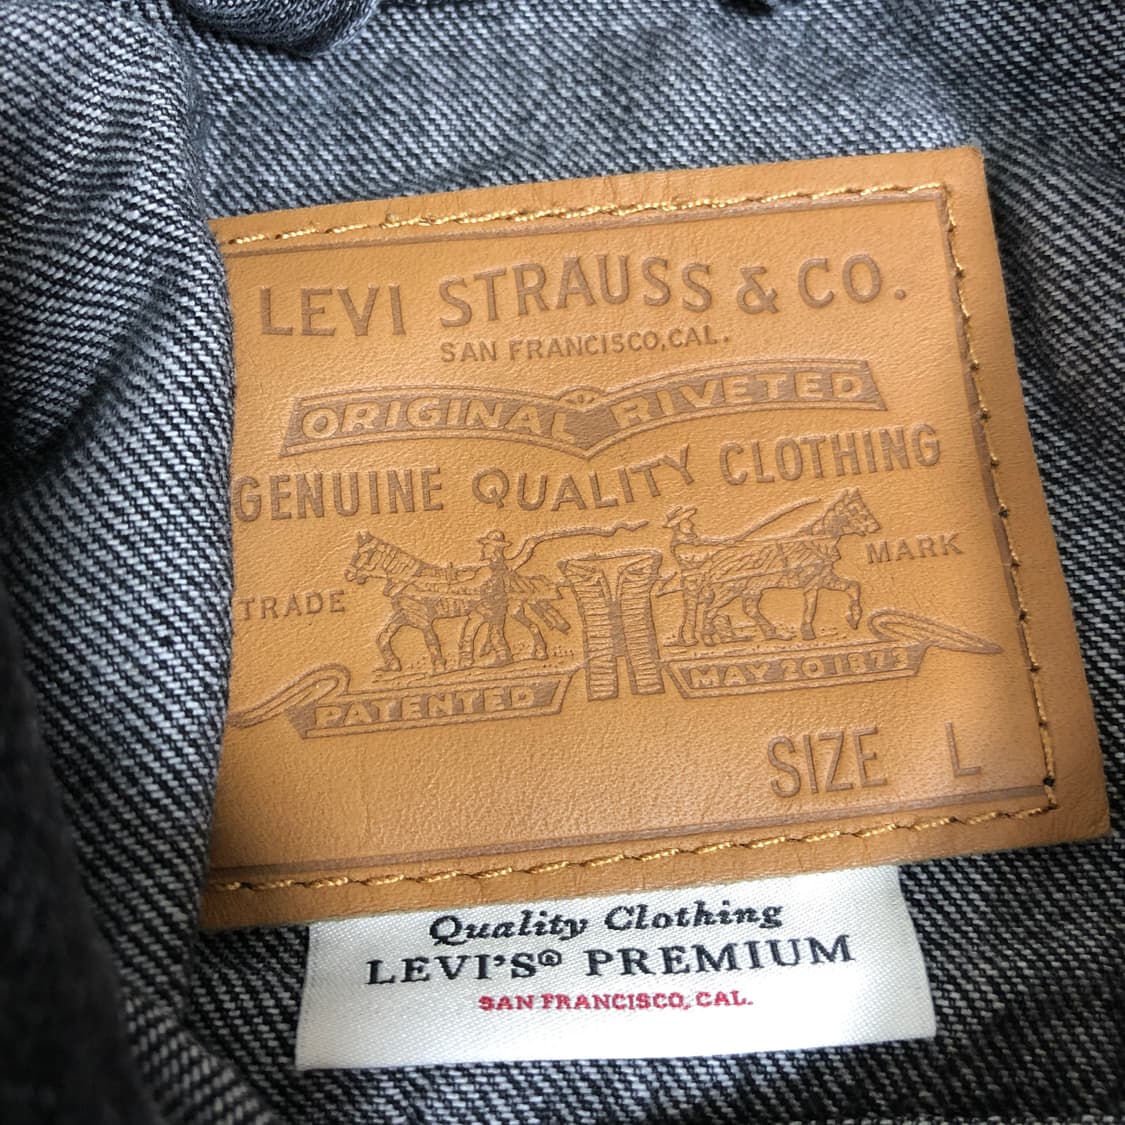 LEVI STRAUSS & CO.
SAN FRANCISCO, CAL.
ORIGINAL RIVETED
GENUINE QUALITY CLOTHING
TRADE MARK
PATENTED MAY 20 1873
SIZE L
Quality Clothing
LEVI'S® PREMIUM
SAN FRANCISCO, CAL.